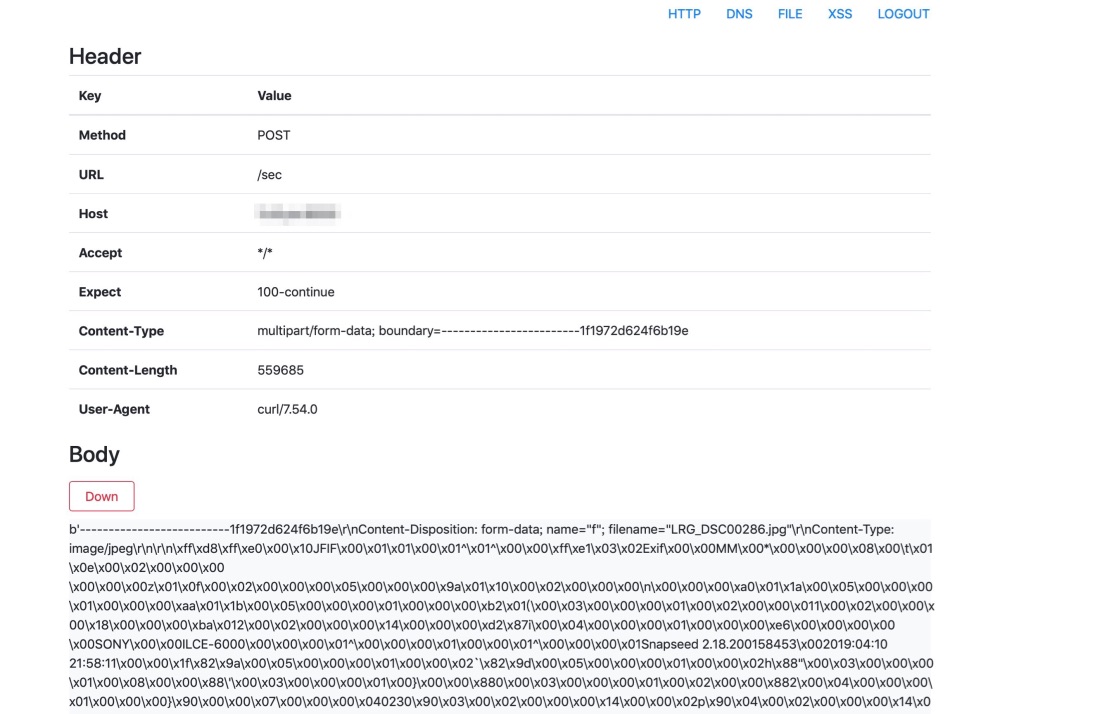 HTTP DNS FILE XSS LOGOUT
Header
Key Value
Method POST
URL /sec
Host
Accept */*
Expect 100-continue
Content-Type multipart/form-data; boundary=------------------------1f1972d624f6b19e
Content-Length 559685
User-Agent curl/7.54.0
Body
Down
b'--------------------------1f1972d624f6b19e\r\nContent-Disposition: form-data; name="f"; filename="LRG_DSC00286.jpg"\r\nContent-Type:
image/jpeg\r\n\r\n\xff\xd8\xff\xe0\x00\x10JFIF\x00\x01\x01\x00\x01^\x01^\x00\x00\xff\xe1\x03\x02Exif\x00\x00MM\x00*\x00\x00\x00\x08\x00\t\x01
\x0e\x00\x02\x00\x00\x00
\x00\x00\x00z\x01\x0f\x00\x02\x00\x00\x00\x05\x00\x00\x00\x9a\x01\x10\x00\x02\x00\x00\x00\n\x00\x00\x00\xa0\x01\x1a\x00\x05\x00\x00\x00
\x01\x00\x00\x00\xaa\x01\x1b\x00\x05\x00\x00\x00\x01\x00\x00\x00\xb2\x01(\x00\x03\x00\x00\x00\x01\x00\x02\x00\x00\x011\x00\x02\x00\x00\x
00\x18\x00\x00\x00\xba\x012\x00\x02\x00\x00\x00\x14\x00\x00\x00\xd2\x87i\x00\x04\x00\x00\x00\x01\x00\x00\x00\xe6\x00\x00\x00\x00
\x00SONY\x00\x00ILCE-6000\x00\x00\x00\x01^\x00\x00\x00\x01\x00\x00\x01^\x00\x00\x00\x01Snapseed 2.18.200158453\x002019:04:10
21:58:11\x00\x00\x1f\x82\x9a\x00\x05\x00\x00\x00\x01\x00\x00\x02`\x82\x9d\x00\x05\x00\x00\x00\x01\x00\x00\x02h\x88"\x00\x03\x00\x00\x00
\x01\x00\x08\x00\x00\x88\'\x00\x03\x00\x00\x00\x01\x00}\x00\x00\x880\x00\x03\x00\x00\x00\x01\x00\x02\x00\x00\x882\x00\x04\x00\x00\x00\
x01\x00\x00\x00}\x90\x00\x00\x07\x00\x00\x00\x040230\x90\x03\x00\x02\x00\x00\x00\x14\x00\x00\x02p\x90\x04\x00\x02\x00\x00\x00\x14\x0